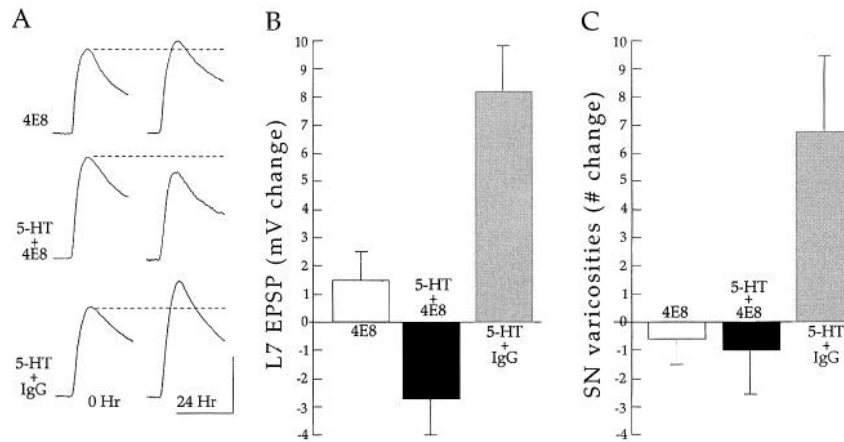 A
4E8
5-HT
+
4E8
5-HT
+
IgG
0 Hr
24 Hr
B
L7 EPSP (mV change)
10
9
8
7
6
5
4
3
2
1
0
-1
-2
-3
-4
4E8
5-HT
+
4E8
5-HT
+
IgG
C
SN varicosities (# change)
10
9
8
7
6
5
4
3
2
1
0
-1
-2
-3
-4
4E8
5-HT
+
4E8
5-HT
+
IgG